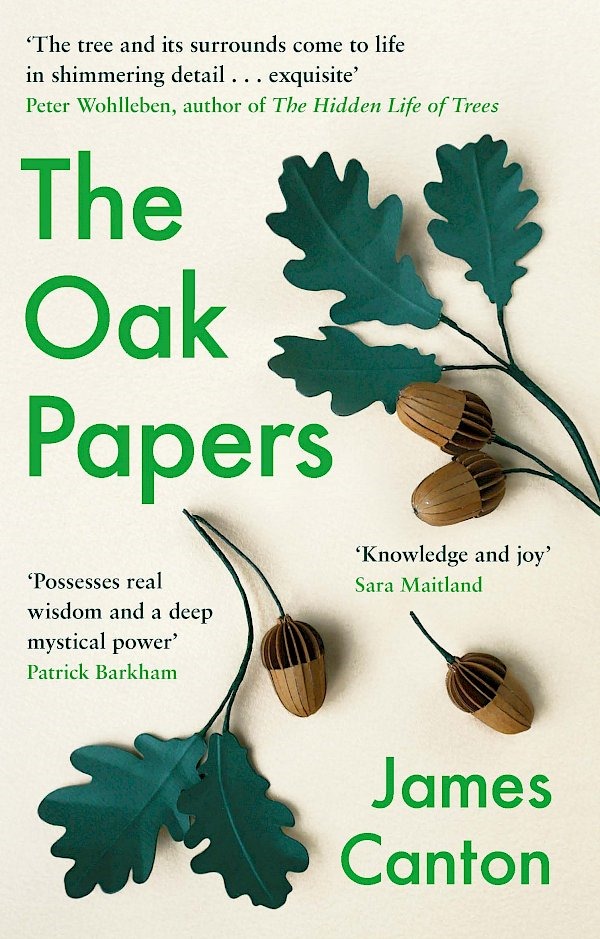 ‘The tree and its surrounds come to life
in shimmering detail . . . exquisite’
Peter Wohlleben, author of The Hidden Life of Trees
The
Oak
Papers
‘Knowledge and joy’
Sara Maitland
‘Possesses real
wisdom and a deep
mystical power’
Patrick Barkham
James
Canton